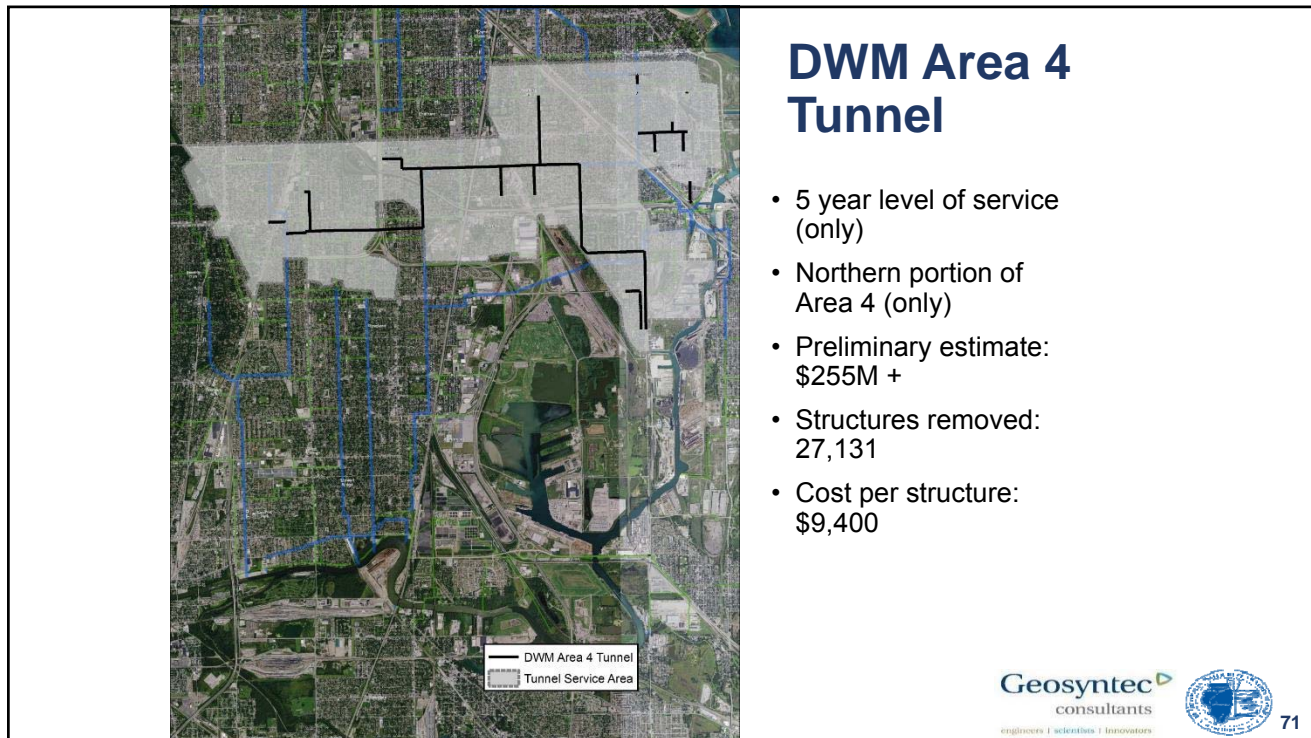 DWM Area 4
Tunnel
• 5 year level of service
(only)
• Northern portion of
Area 4 (only)
• Preliminary estimate:
$255M +
• Structures removed:
27,131
• Cost per structure:
$9,400
DWM Area 4 Tunnel
Tunnel Service Area
Geosyntec
consultants
engineers | scientists | innovators
71